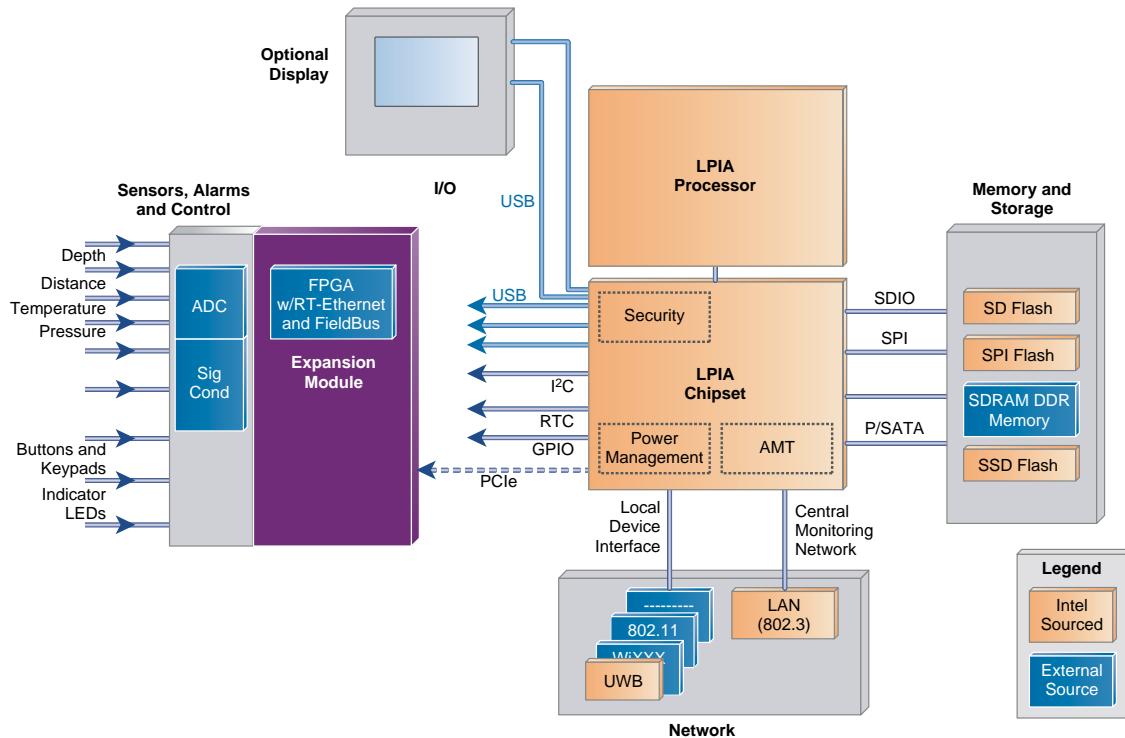 Optional
Display
I/O
USB
LPIA
Processor
Sensors, Alarms
and Control
Depth
Distance
Temperature
Pressure
Buttons and
Keypads
Indicator
LEDs
ADC
Sig
Cond
FPGA
w/RT-Ethernet
and FieldBus
Expansion
Module
USB
I²C
RTC
GPIO
PCIe
Security
LPIA
Chipset
Power
Management
AMT
SDIO
SPI
P/SATA
Memory and
Storage
SD Flash
SPI Flash
SDRAM DDR
Memory
SSD Flash
Local
Device
Interface
Central
Monitoring
Network
---------
802.11
WiXXX
UWB
LAN
(802.3)
Network
Legend
Intel
Sourced
External
Source